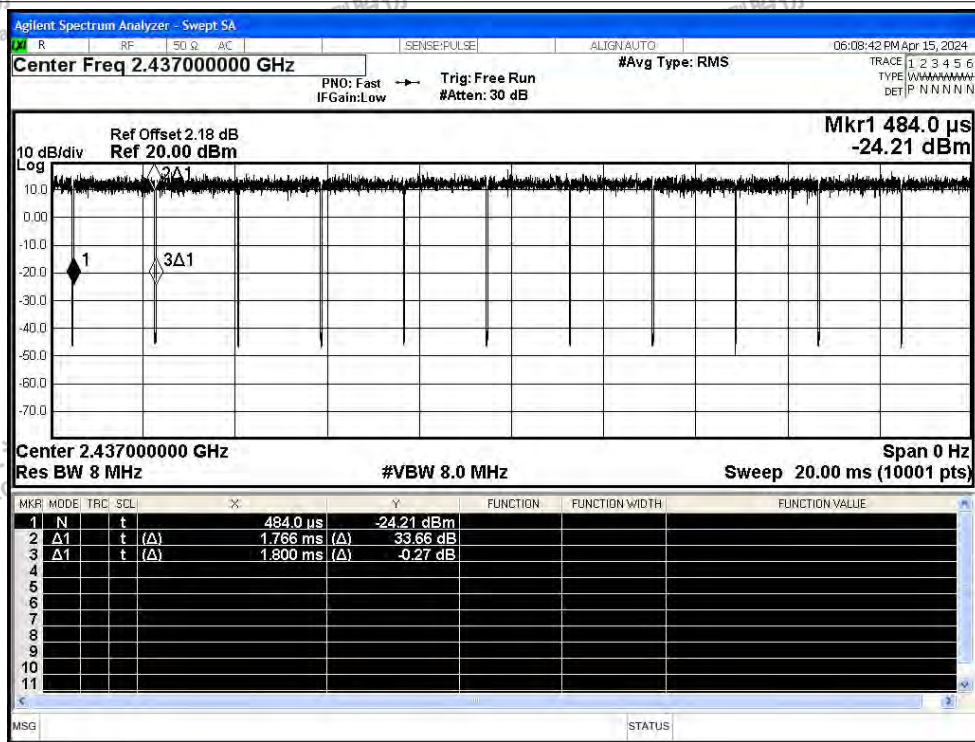 Agilent Spectrum Analyzer - Swept SA
R RF 50 Ω AC SENSE:PULSE ALIGN AUTO 06:08:42 PM Apr 15, 2024
Center Freq 2.437000000 GHz #Avg Type: RMS TRACE 1 2 3 4 5 6
PNO: Fast Trig: Free Run TYPE WWWWWW
IFGain:Low #Atten: 30 dB DET P N N N N N
Mkr1 484.0 µs
Ref Offset 2.18 dB
10 dB/div Ref 20.00 dBm -24.21 dBm
Log
2Δ1
10.0
0.00
-10.0
1 3Δ1
-20.0
-30.0
-40.0
-50.0
-60.0
-70.0
Center 2.437000000 GHz Span 0 Hz
Res BW 8 MHz #VBW 8.0 MHz Sweep 20.00 ms (10001 pts)
MKR MODE TRC SCL X Y FUNCTION FUNCTION WIDTH FUNCTION VALUE
1 N t 484.0 µs -24.21 dBm
2 Δ1 t (Δ) 1.766 ms (Δ) 33.66 dB
3 Δ1 t (Δ) 1.800 ms (Δ) -0.27 dB
4
5
6
7
8
9
10
11
MSG STATUS